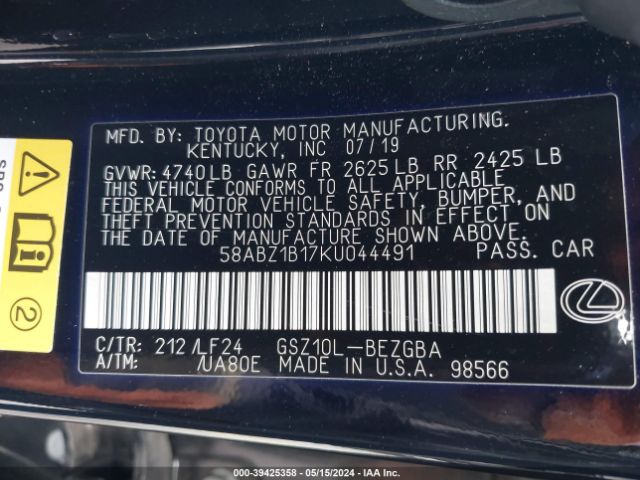 MFD. BY: TOYOTA MOTOR MANUFACTURING.
KENTUCKY, INC 07/19
GVWR: 4740LB GAWR FR 2625LB RR 2425 LB
THIS VEHICLE CONFORMS TO ALL APPLICABLE
FEDERAL MOTOR VEHICLE SAFETY, BUMPER, AND
THEFT PREVENTION STANDARDS IN EFFECT ON
THE DATE OF MANUFACTURE SHOWN ABOVE.
58ABZ1B17KU044491 PASS. CAR
C/TR: 212/LF24 GSZ10L-BEZGBA
A/TM: /UA80E MADE IN U.S.A. 98566
2
000-39425358 - 05/15/2024 - IAA Inc.